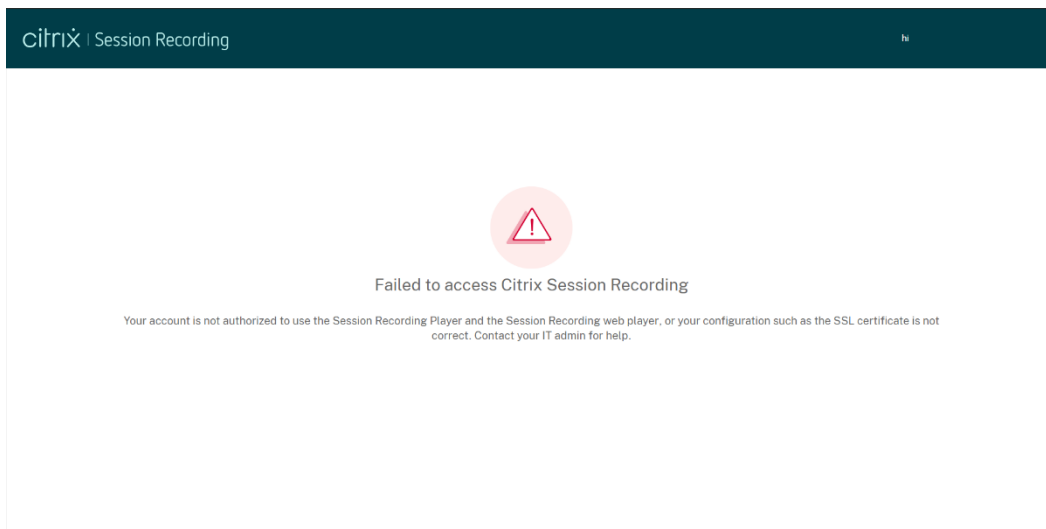 citrix | Session Recording
hi
Failed to access Citrix Session Recording
Your account is not authorized to use the Session Recording Player and the Session Recording web player, or your configuration such as the SSL certificate is not
correct. Contact your IT admin for help.